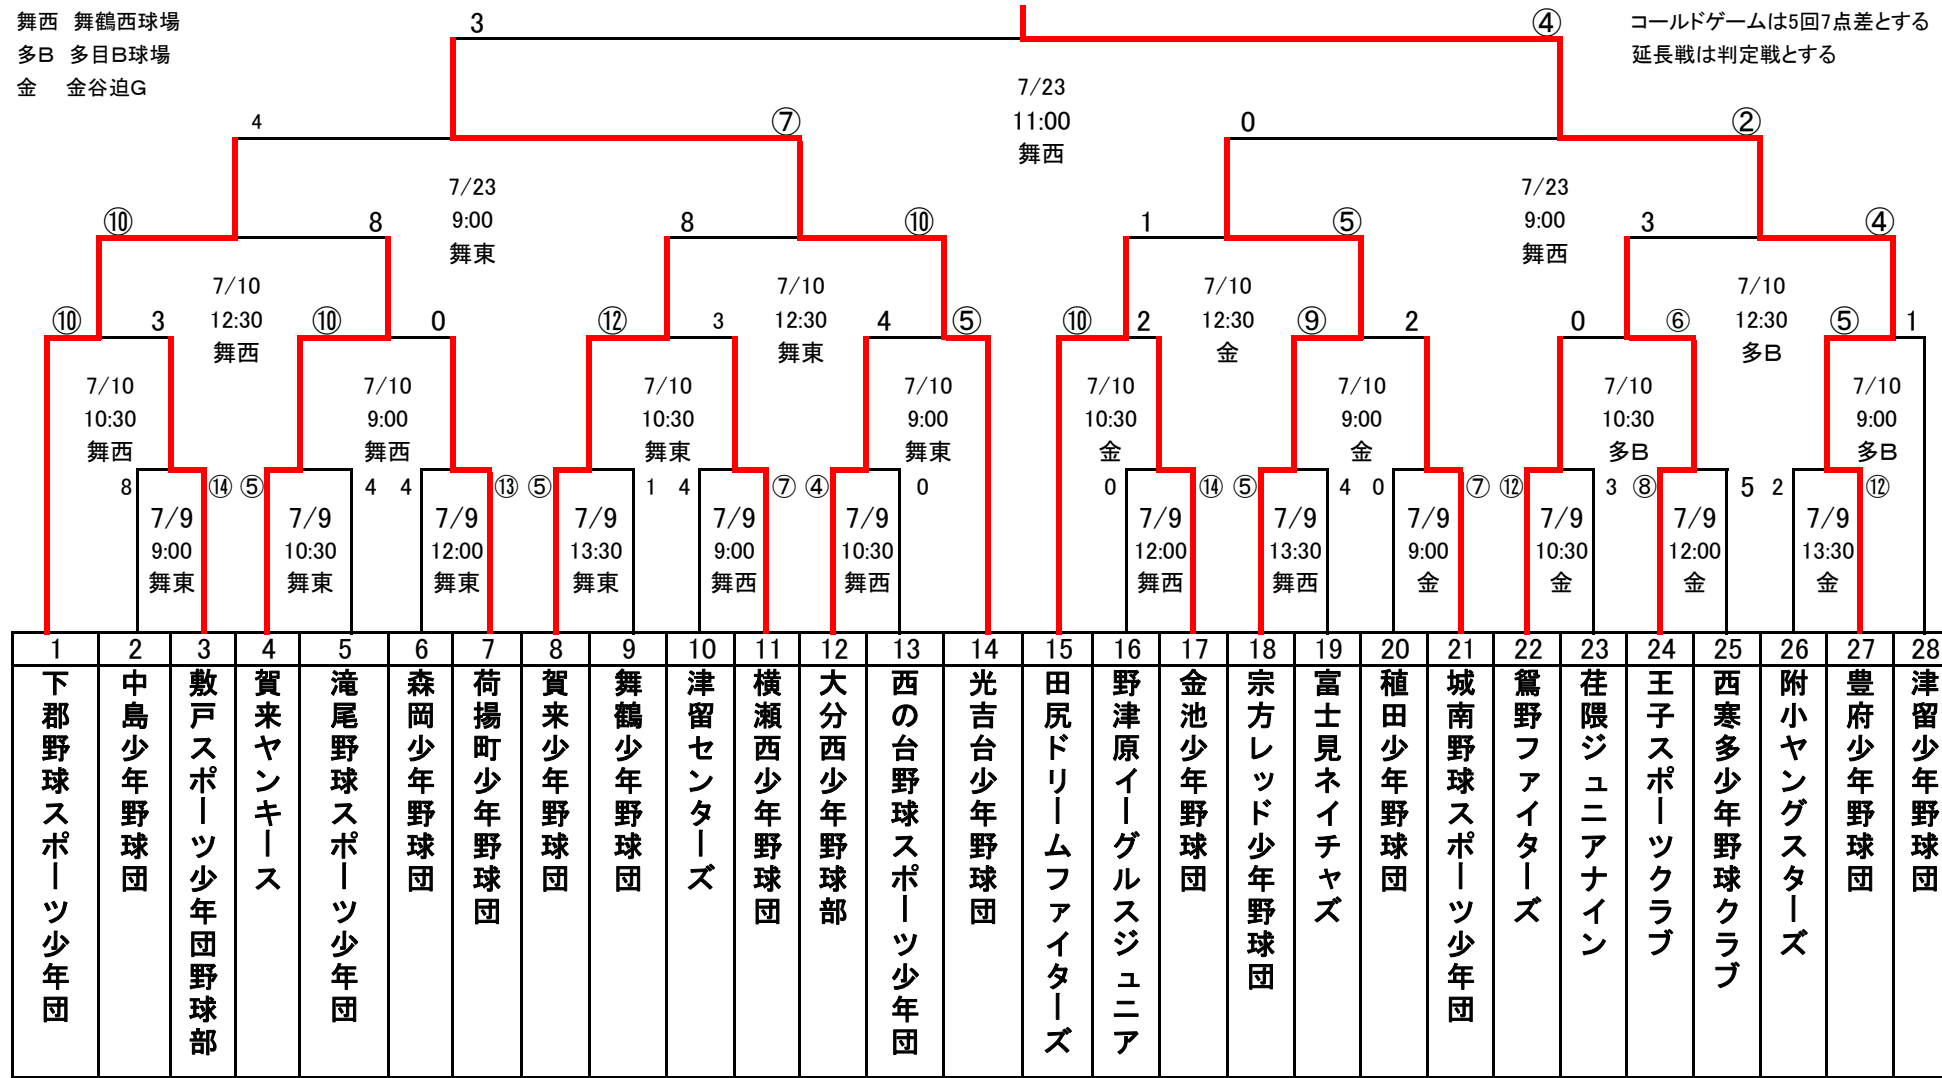 舞西 舞鶴西球場
多B 多目B球場
金 金谷迫G
コールドゲームは5回7点差とする
延長戦は判定戦とする
3 ④
7/23
11:00
舞西
4 ⑦ 0 ②
7/23
9:00
舞東
7/23
9:00
舞西
⑩ 8 8 ⑩ 1 ⑤ 3 ④
7/10
12:30
舞西
7/10
12:30
舞東
7/10
12:30
金
7/10
12:30
多B
⑩ 3 ⑩ 0 ⑫ 3 4 ⑤ ⑩ 2 ⑨ 2 0 ⑥ ⑤ 1
7/10
10:30
舞西
7/10
9:00
舞西
7/10
10:30
舞東
7/10
9:00
舞東
7/10
10:30
金
7/10
9:00
金
7/10
10:30
多B
7/10
9:00
多B
8 ⑭ ⑤ 4 4 ⑬ ⑤ 1 4 ⑦ ④ 0 0 ⑭ ⑤ 4 0 ⑦ ⑫ 3 ⑧ 5 2 ⑫
7/9
9:00
舞東
7/9
10:30
舞東
7/9
12:00
舞東
7/9
13:30
舞東
7/9
9:00
舞西
7/9
10:30
舞西
7/9
12:00
舞西
7/9
13:30
舞西
7/9
9:00
金
7/9
10:30
金
7/9
12:00
金
7/9
13:30
金
1 下郡野球スポーツ少年団
2 中島少年野球団
3 敷戸スポーツ少年団野球部
4 賀来ヤンキース
5 滝尾野球スポーツ少年団
6 森岡少年野球団
7 荷揚町少年野球団
8 賀来少年野球団
9 舞鶴少年野球団
10 津留センターズ
11 横瀬西少年野球団
12 大分西少年野球部
13 西の台野球スポーツ少年団
14 光吉台少年野球団
15 田尻ドリームファイターズ
16 野津原イーグルスジュニア
17 金池少年野球団
18 宗方レッド少年野球団
19 富士見ネイチャズ
20 稙田少年野球団
21 城南野球スポーツ少年団
22 鴛野ファイターズ
23 荏隈ジュニアナイン
24 王子スポーツクラブ
25 西寒多少年野球クラブ
26 附小ヤングスターズ
27 豊府少年野球団
28 津留少年野球団